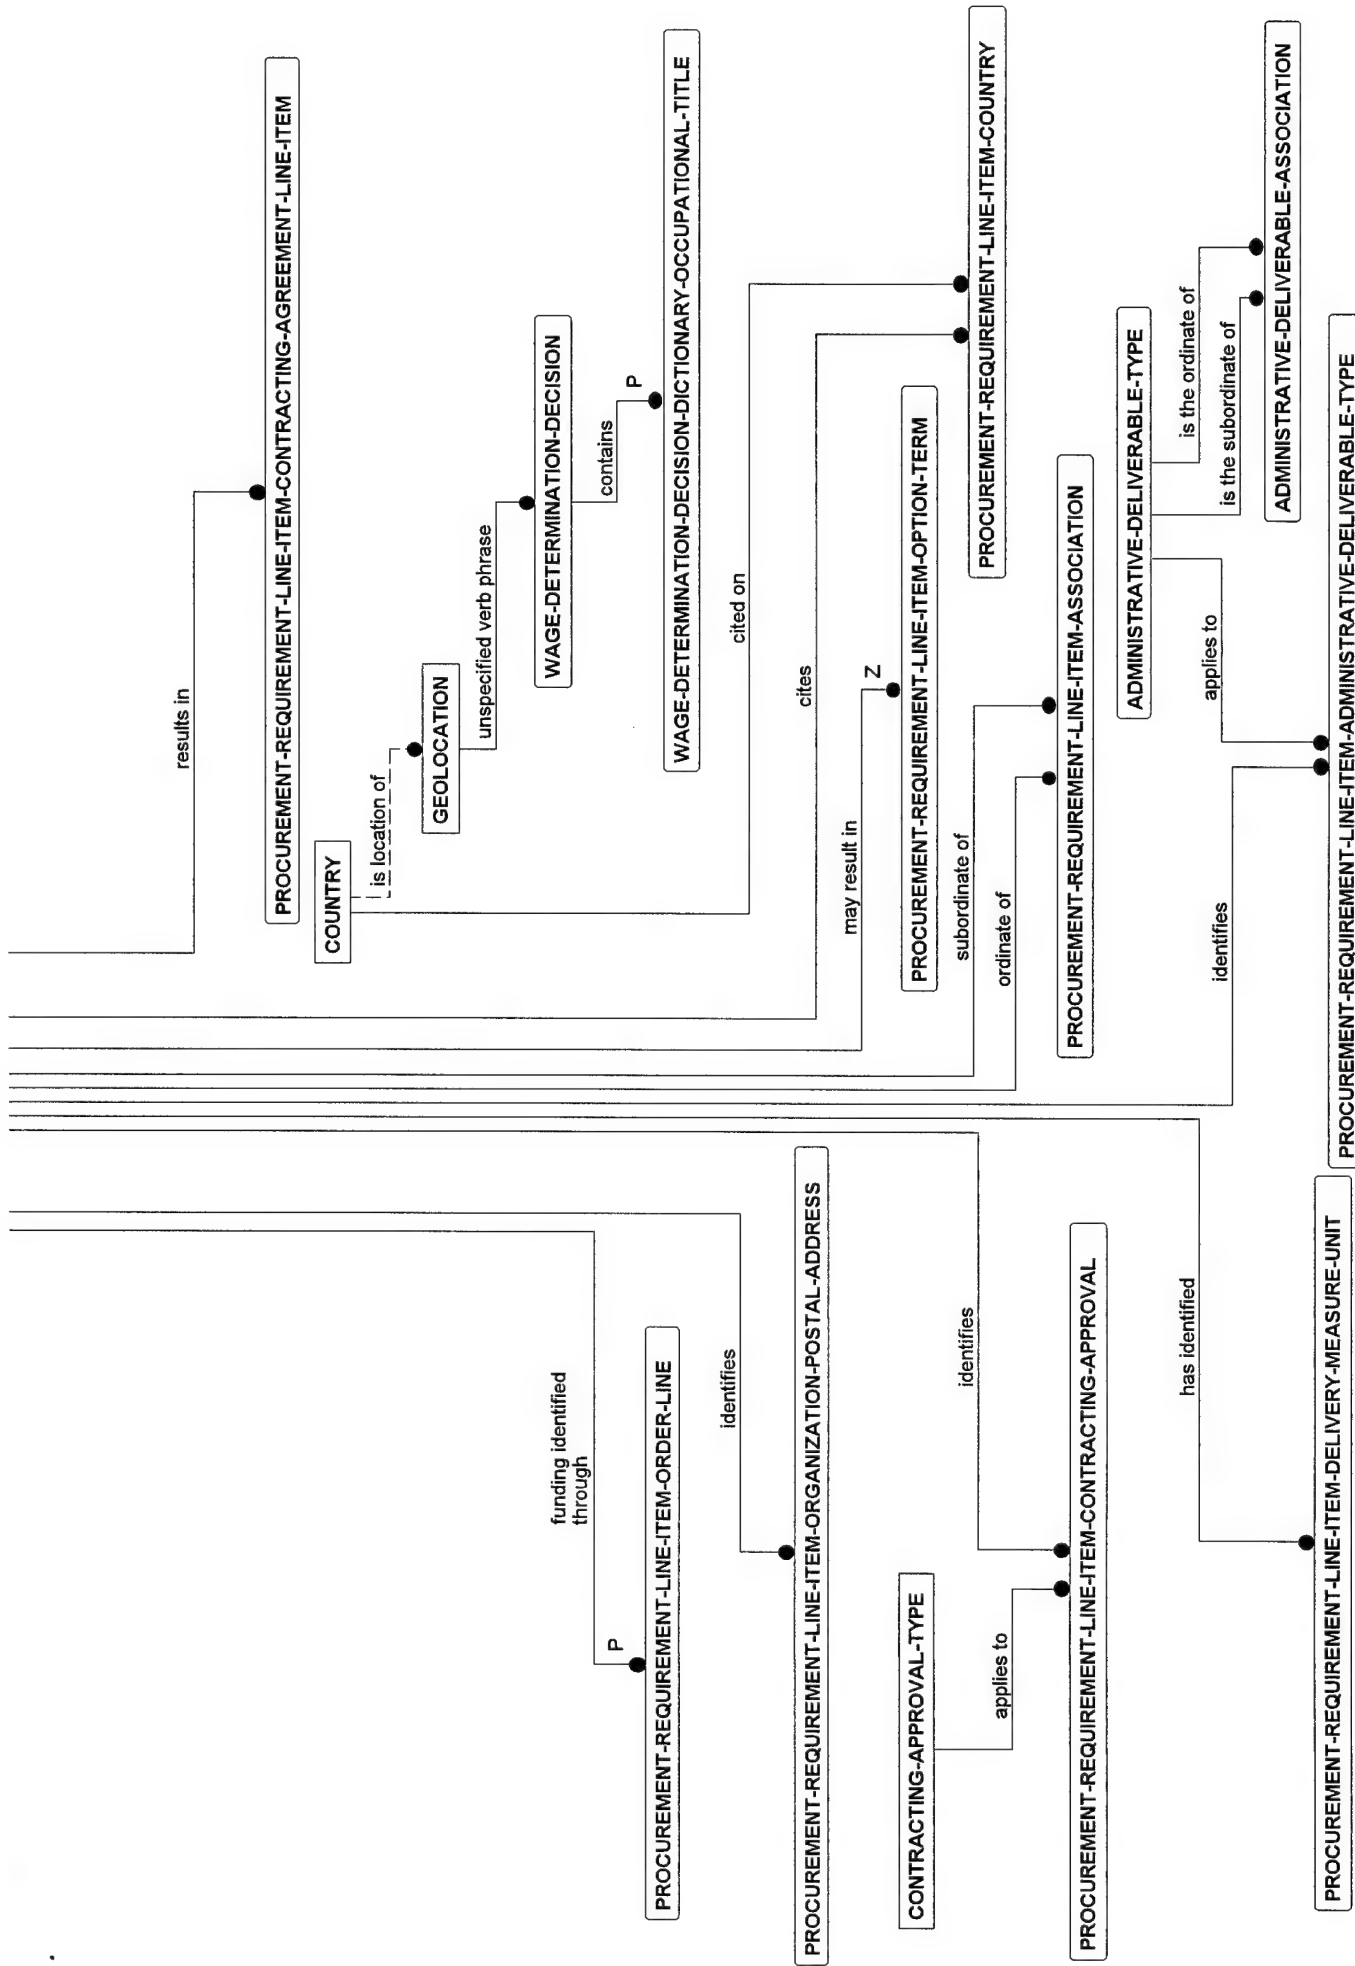 results in
PROCUREMENT-REQUIREMENT-LINE-ITEM-CONTRACTING-AGREEMENT-LINE-ITEM
COUNTRY
is location of
GEOLOCATION
unspecified verb phrase
WAGE-DETERMINATION-DECISION
contains
P
WAGE-DETERMINATION-DECISION-DICTIONARY-OCCUPATIONAL-TITLE
cited on
cites
PROCUREMENT-REQUIREMENT-LINE-ITEM-COUNTRY
may result in
Z
PROCUREMENT-REQUIREMENT-LINE-ITEM-OPTION-TERM
subordinate of
ordinate of
PROCUREMENT-REQUIREMENT-LINE-ITEM-ASSOCIATION
ADMINISTRATIVE-DELIVERABLE-TYPE
is the ordinate of
is the subordinate of
ADMINISTRATIVE-DELIVERABLE-ASSOCIATION
applies to
identifies
PROCUREMENT-REQUIREMENT-LINE-ITEM-ADMINISTRATIVE-DELIVERABLE-TYPE
funding identified
through
P
PROCUREMENT-REQUIREMENT-LINE-ITEM-ORDER-LINE
identifies
PROCUREMENT-REQUIREMENT-LINE-ITEM-ORGANIZATION-POSTAL-ADDRESS
CONTRACTING-APPROVAL-TYPE
applies to
identifies
PROCUREMENT-REQUIREMENT-LINE-ITEM-CONTRACTING-APPROVAL
has identified
PROCUREMENT-REQUIREMENT-LINE-ITEM-DELIVERY-MEASURE-UNIT